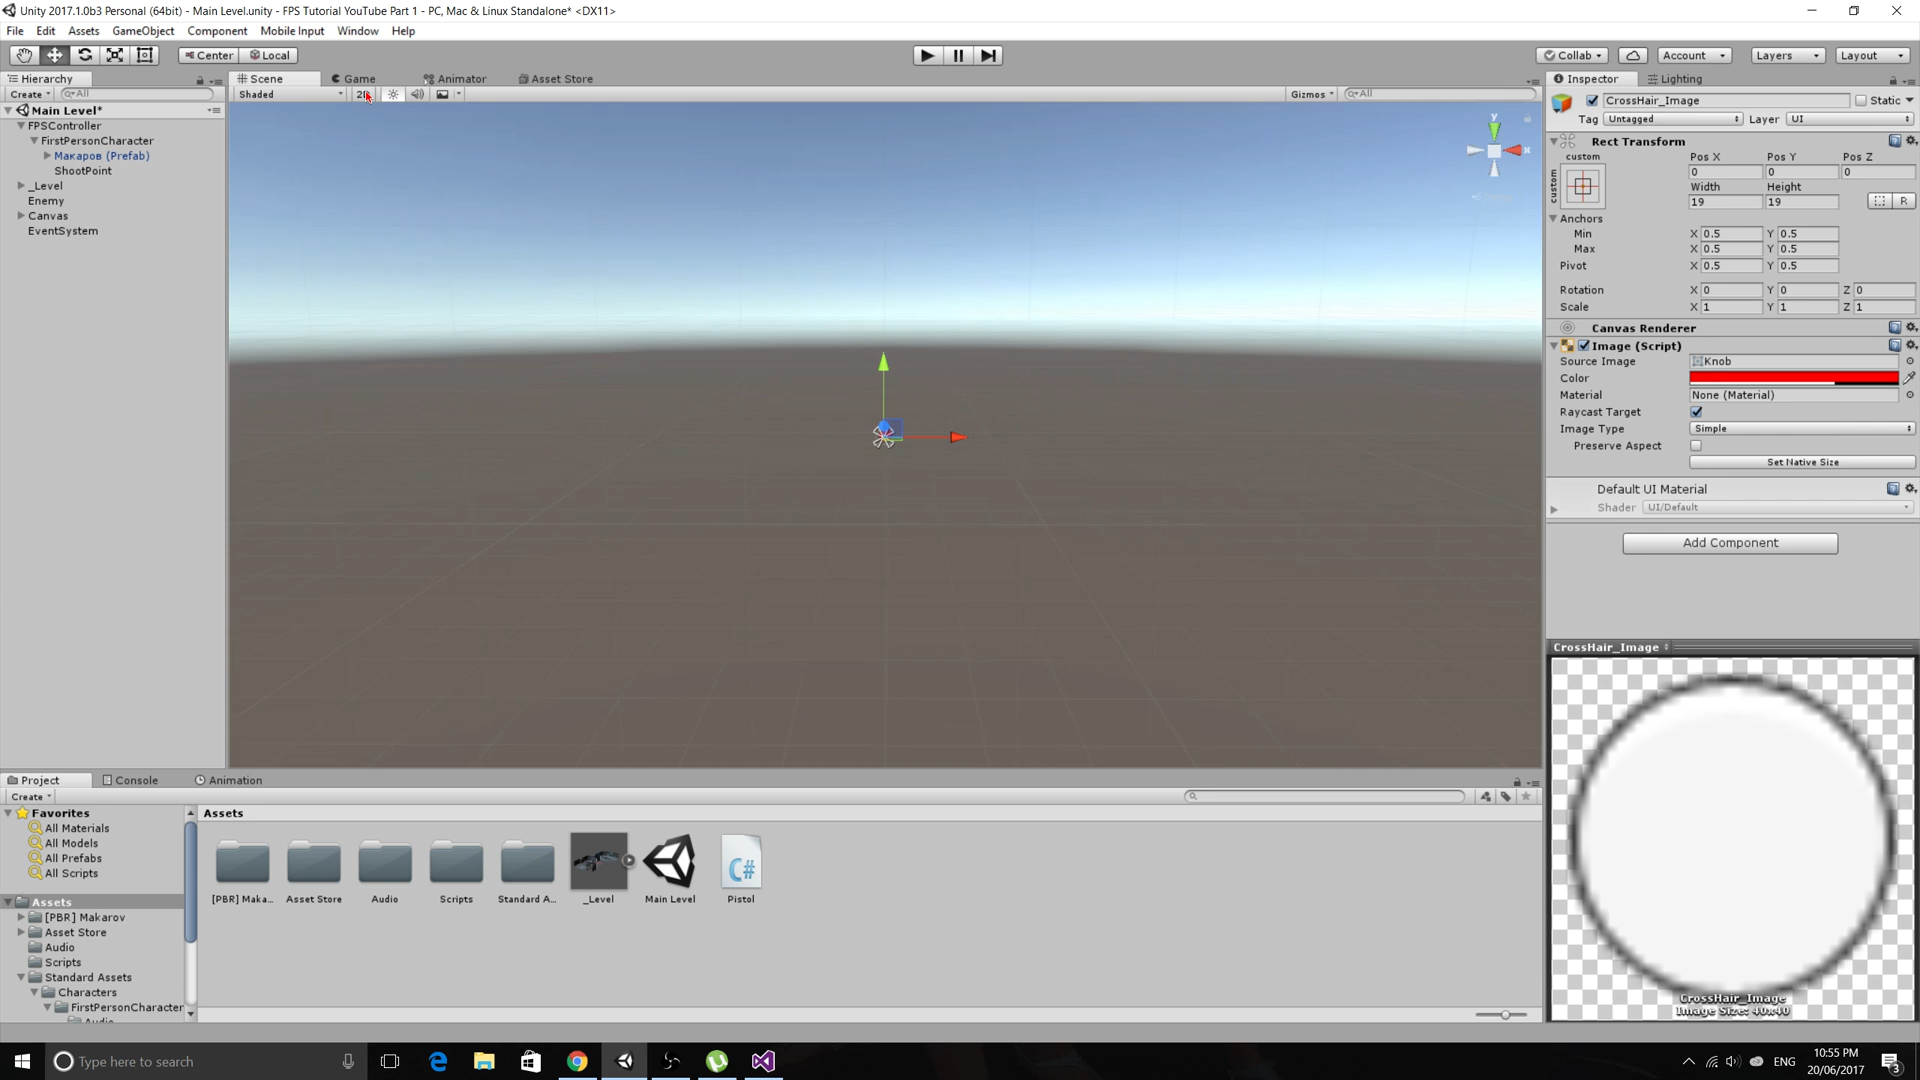 Unity 2017.1.0b3 Personal (64bit) - Main Level.unity - FPS Tutorial YouTube Part 1 - PC, Mac & Linux Standalone* <DX11>
File Edit Assets GameObject Component Mobile Input Window Help
Center Local Collab Account Layers Layout
Hierarchy Scene Game Animator Asset Store Inspector Lighting
Create All Shaded Gizmos All
CrossHair_Image Static
Tag Untagged Layer UI
Main Level*
FPSController
FirstPersonCharacter
Макаров (Prefab)
ShootPoint
_Level
Enemy
Canvas
EventSystem
y
x
Rect Transform
custom Pos X Pos Y Pos Z
custom
0 0 0
Width Height
19 19 R
Anchors
Min X 0.5 Y 0.5
Max X 0.5 Y 0.5
Pivot X 0.5 Y 0.5
Rotation X 0 Y 0 Z 0
Scale X 1 Y 1 Z 1
Canvas Renderer
Image (Script)
Source Image Knob
Color
Material None (Material)
Raycast Target
Image Type Simple
Preserve Aspect
Set Native Size
Default UI Material
Shader UI/Default
Add Component
CrossHair_Image
CrossHair_Image
Image Size: 40x40
Project Console Animation
Create
Favorites
All Materials
All Models
All Prefabs
All Scripts
Assets
[PBR] Makarov
Asset Store
Audio
Scripts
Standard Assets
Characters
FirstPersonCharacter
Audio
Assets
C#
[PBR] Maka... Asset Store Audio Scripts Standard A... _Level Main Level Pistol
Type here to search
ENG
10:55 PM
20/06/2017
3